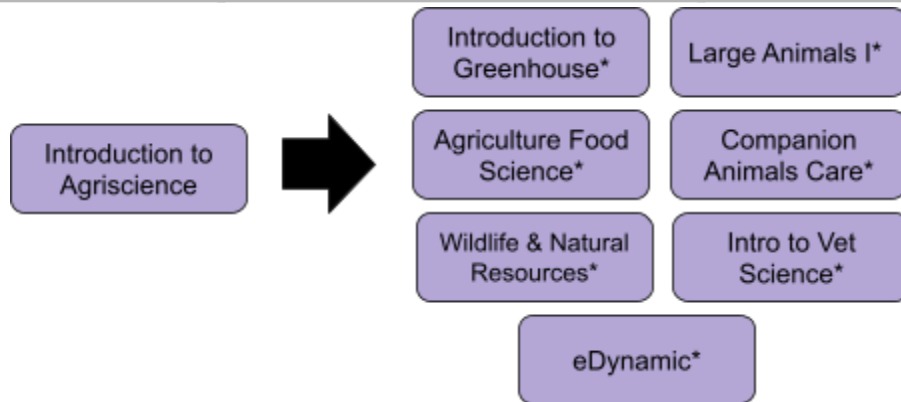 Introduction to
Agriscience
Introduction to
Greenhouse*
Large Animals I*
Agriculture Food
Science*
Companion
Animals Care*
Wildlife & Natural
Resources*
Intro to Vet
Science*
eDynamic*